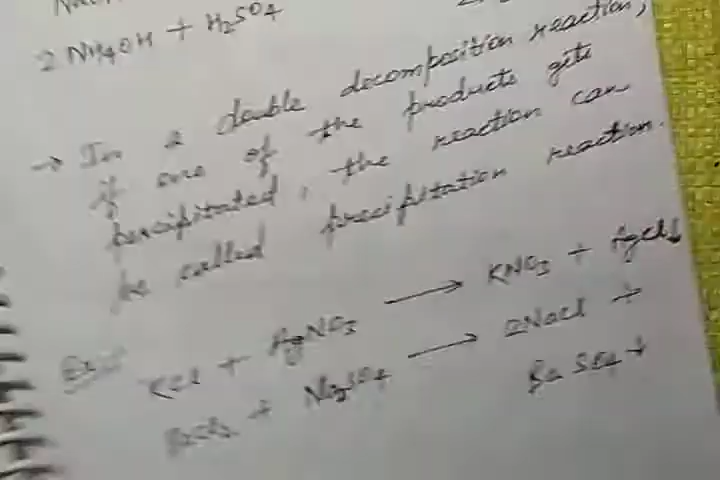 2 NH4OH + H2SO4
→ In a double decomposition reaction,
if one of the products gets
percipitated, the reaction can
be called precipitation reaction.
Ex:- KCl + AgNO3 → KNO3 + AgCl↓
BaCl2 + Na2SO4 → 2NaCl +
BaSO4↓